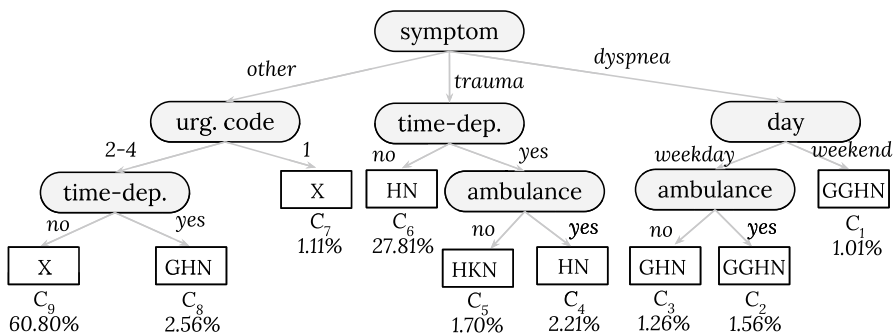 symptom
other
trauma
dyspnea
urg. code
time-dep.
day
2-4
1
no
yes
weekday
weekend
time-dep.
X
HN
ambulance
ambulance
GGHN
no
yes
C7
1.11%
C6
27.81%
no
yes
no
yes
C1
1.01%
X
GHN
HKN
HN
GHN
GGHN
C9
60.80%
C8
2.56%
C5
1.70%
C4
2.21%
C3
1.26%
C2
1.56%